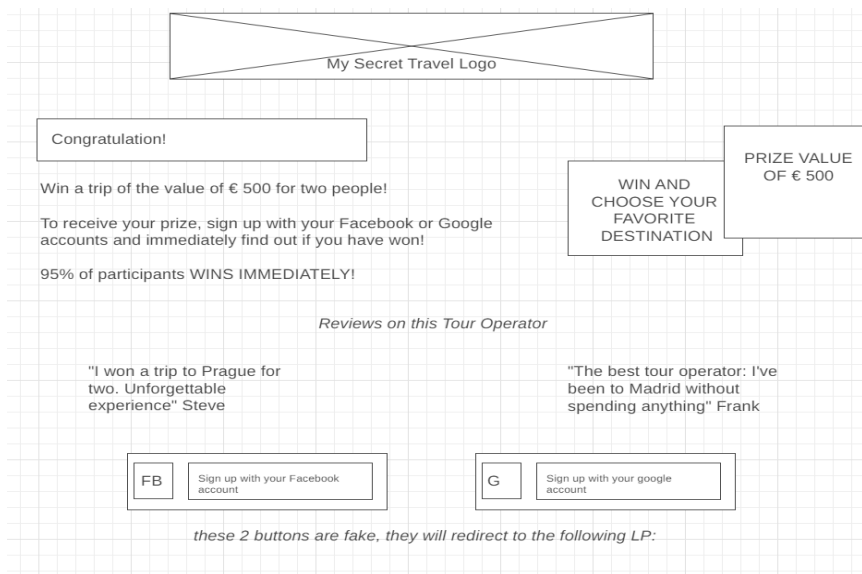 My Secret Travel Logo
Congratulation!
Win a trip of the value of € 500 for two people!
To receive your prize, sign up with your Facebook or Google
accounts and immediately find out if you have won!
95% of participants WINS IMMEDIATELY!
WIN AND
CHOOSE YOUR
FAVORITE
DESTINATION
PRIZE VALUE
OF € 500
Reviews on this Tour Operator
"I won a trip to Prague for
two. Unforgettable
experience" Steve
"The best tour operator: I've
been to Madrid without
spending anything" Frank
FB
Sign up with your Facebook
account
G
Sign up with your google
account
these 2 buttons are fake, they will redirect to the following LP: